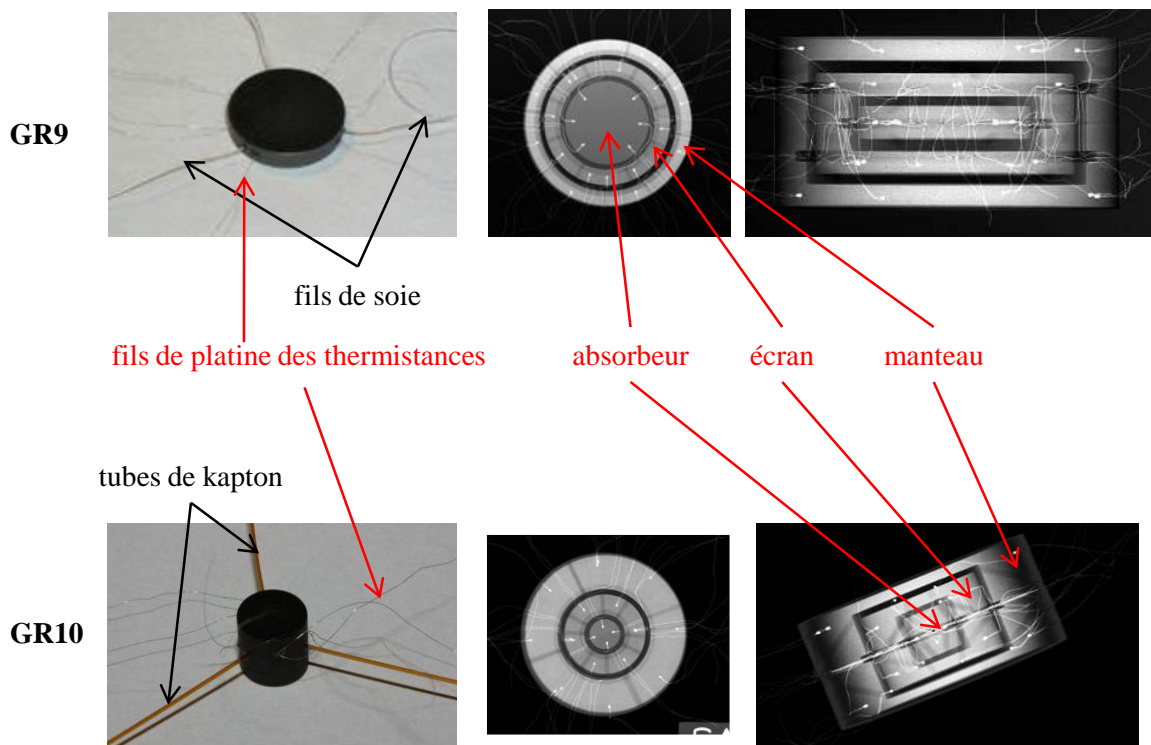 GR9
fils de soie
fils de platine des thermistances
absorbeur
écran
manteau
tubes de kapton
GR10